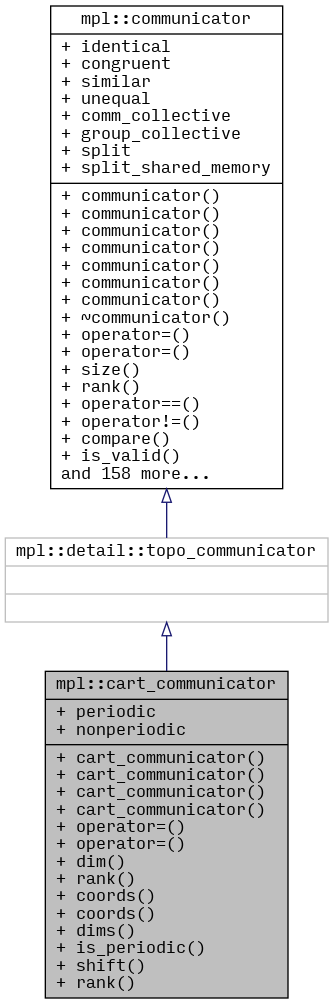 mpl::communicator
+ identical
+ congruent
+ similar
+ unequal
+ comm_collective
+ group_collective
+ split
+ split_shared_memory
+ communicator()
+ communicator()
+ communicator()
+ communicator()
+ communicator()
+ communicator()
+ communicator()
+ ~communicator()
+ operator=()
+ operator=()
+ size()
+ rank()
+ operator==()
+ operator!=()
+ compare()
+ is_valid()
and 158 more...
mpl::detail::topo_communicator
mpl::cart_communicator
+ periodic
+ nonperiodic
+ cart_communicator()
+ cart_communicator()
+ cart_communicator()
+ cart_communicator()
+ operator=()
+ operator=()
+ dim()
+ rank()
+ coords()
+ coords()
+ dims()
+ is_periodic()
+ shift()
+ rank()